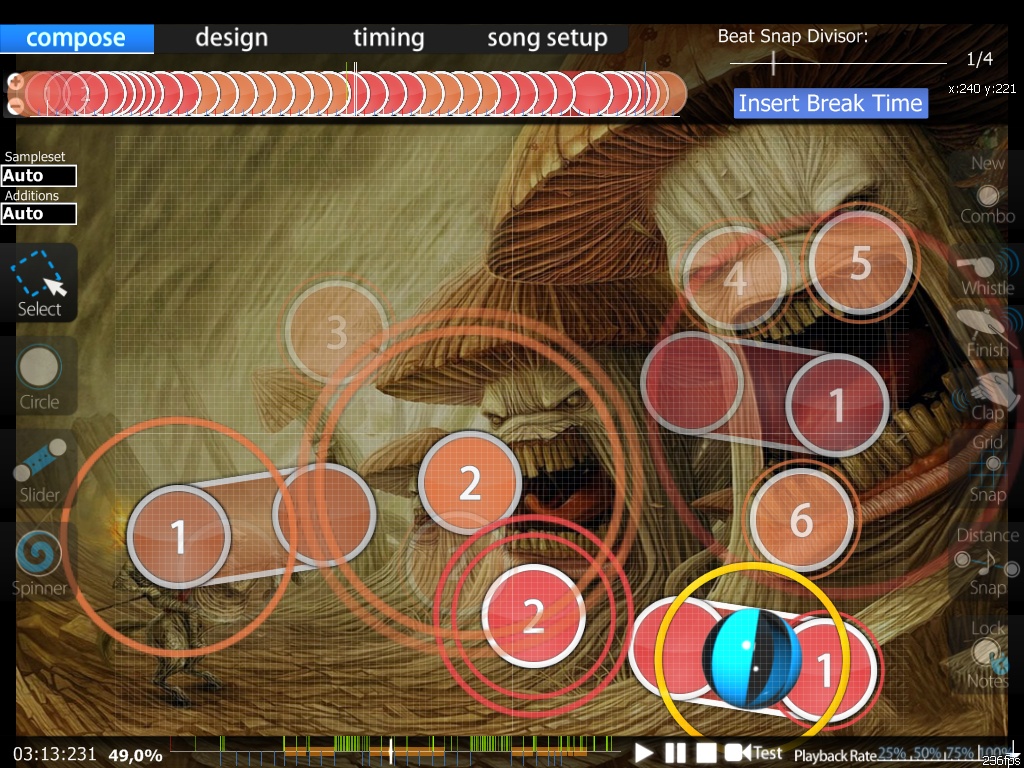 compose design timing song setup
Beat Snap Divisor:
1/4
x:240 y:221
Insert Break Time
Sampleset
Auto
Additions
Auto
Select
Circle
Slider
Spinner
New
Combo
Whistle
Finish
Clap
Grid
Snap
Distance
Snap
Lock
Notes
4
5
3
1
2
1
6
2
1
03:13:231 49,0%
Test
Playback Rate
25% 50% 75% 100%
236fps